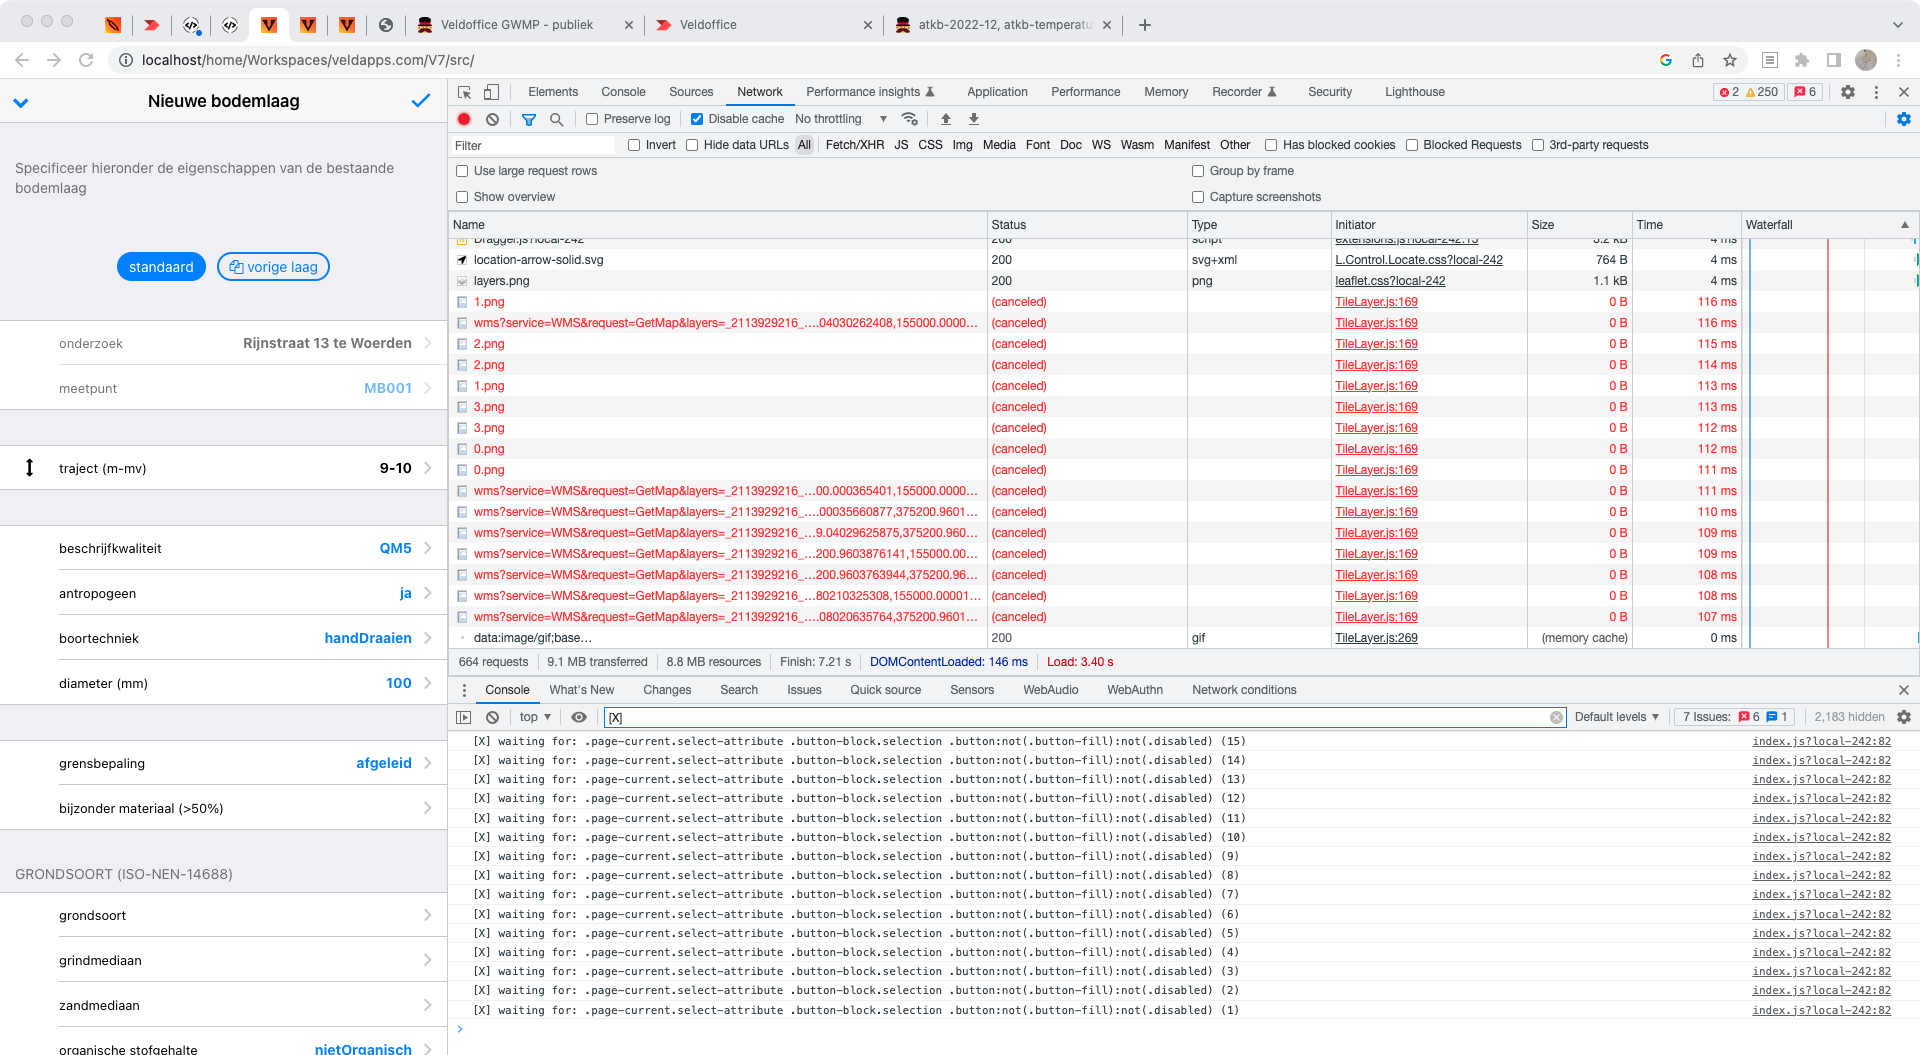 Veldoffice GWMP - publiek
Veldoffice
atkb-2022-12, atkb-temperatu
localhost/home/Workspaces/veldapps.com/V7/src/
Nieuwe bodemlaag
Specificeer hieronder de eigenschappen van de bestaande
bodemlaag
standaard
vorige laag
onderzoek Rijnstraat 13 te Woerden
meetpunt MB001
traject (m-mv) 9-10
beschrijfkwaliteit QM5
antropogeen ja
boortechniek handDraaien
diameter (mm) 100
grensbepaling afgeleid
bijzonder materiaal (>50%)
GRONDSOORT (ISO-NEN-14688)
grondsoort
grindmediaan
zandmediaan
organische stofgehalte nietOrganisch
Elements Console Sources Network Performance insights Application Performance Memory Recorder Security Lighthouse 2 250 6
Preserve log Disable cache No throttling
Filter Invert Hide data URLs All Fetch/XHR JS CSS Img Media Font Doc WS Wasm Manifest Other Has blocked cookies Blocked Requests 3rd-party requests
Use large request rows Group by frame
Show overview Capture screenshots
Name Status Type Initiator Size Time Waterfall
Dragger.js?local-242 200 script extensions.js?local-242:15 3.2 kB 4 ms
location-arrow-solid.svg 200 svg+xml L.Control.Locate.css?local-242 764 B 4 ms
layers.png 200 png leaflet.css?local-242 1.1 kB 4 ms
1.png (canceled) TileLayer.js:169 0 B 116 ms
wms?service=WMS&request=GetMap&layers=_2113929216_....04030262408,155000.0000... (canceled) TileLayer.js:169 0 B 116 ms
2.png (canceled) TileLayer.js:169 0 B 115 ms
2.png (canceled) TileLayer.js:169 0 B 114 ms
1.png (canceled) TileLayer.js:169 0 B 113 ms
3.png (canceled) TileLayer.js:169 0 B 113 ms
3.png (canceled) TileLayer.js:169 0 B 112 ms
0.png (canceled) TileLayer.js:169 0 B 112 ms
0.png (canceled) TileLayer.js:169 0 B 111 ms
wms?service=WMS&request=GetMap&layers=_2113929216_...00.000365401,155000.0000... (canceled) TileLayer.js:169 0 B 111 ms
wms?service=WMS&request=GetMap&layers=_2113929216_....00035660877,375200.9601... (canceled) TileLayer.js:169 0 B 110 ms
wms?service=WMS&request=GetMap&layers=_2113929216_...9.04029625875,375200.960... (canceled) TileLayer.js:169 0 B 109 ms
wms?service=WMS&request=GetMap&layers=_2113929216_...200.9603876141,155000.00... (canceled) TileLayer.js:169 0 B 109 ms
wms?service=WMS&request=GetMap&layers=_2113929216_...200.9603763944,375200.96... (canceled) TileLayer.js:169 0 B 108 ms
wms?service=WMS&request=GetMap&layers=_2113929216_...80210325308,155000.00001... (canceled) TileLayer.js:169 0 B 108 ms
wms?service=WMS&request=GetMap&layers=_2113929216_....08020635764,375200.9601... (canceled) TileLayer.js:169 0 B 107 ms
data:image/gif;base... 200 gif TileLayer.js:269 (memory cache) 0 ms
664 requests 9.1 MB transferred 8.8 MB resources Finish: 7.21 s DOMContentLoaded: 146 ms Load: 3.40 s
Console What's New Changes Search Issues Quick source Sensors WebAudio WebAuthn Network conditions
top [X] Default levels 7 Issues: 6 1 2,183 hidden
[X] waiting for: .page-current.select-attribute .button-block.selection .button:not(.button-fill):not(.disabled) (15) index.js?local-242:82
[X] waiting for: .page-current.select-attribute .button-block.selection .button:not(.button-fill):not(.disabled) (14) index.js?local-242:82
[X] waiting for: .page-current.select-attribute .button-block.selection .button:not(.button-fill):not(.disabled) (13) index.js?local-242:82
[X] waiting for: .page-current.select-attribute .button-block.selection .button:not(.button-fill):not(.disabled) (12) index.js?local-242:82
[X] waiting for: .page-current.select-attribute .button-block.selection .button:not(.button-fill):not(.disabled) (11) index.js?local-242:82
[X] waiting for: .page-current.select-attribute .button-block.selection .button:not(.button-fill):not(.disabled) (10) index.js?local-242:82
[X] waiting for: .page-current.select-attribute .button-block.selection .button:not(.button-fill):not(.disabled) (9) index.js?local-242:82
[X] waiting for: .page-current.select-attribute .button-block.selection .button:not(.button-fill):not(.disabled) (8) index.js?local-242:82
[X] waiting for: .page-current.select-attribute .button-block.selection .button:not(.button-fill):not(.disabled) (7) index.js?local-242:82
[X] waiting for: .page-current.select-attribute .button-block.selection .button:not(.button-fill):not(.disabled) (6) index.js?local-242:82
[X] waiting for: .page-current.select-attribute .button-block.selection .button:not(.button-fill):not(.disabled) (5) index.js?local-242:82
[X] waiting for: .page-current.select-attribute .button-block.selection .button:not(.button-fill):not(.disabled) (4) index.js?local-242:82
[X] waiting for: .page-current.select-attribute .button-block.selection .button:not(.button-fill):not(.disabled) (3) index.js?local-242:82
[X] waiting for: .page-current.select-attribute .button-block.selection .button:not(.button-fill):not(.disabled) (2) index.js?local-242:82
[X] waiting for: .page-current.select-attribute .button-block.selection .button:not(.button-fill):not(.disabled) (1) index.js?local-242:82